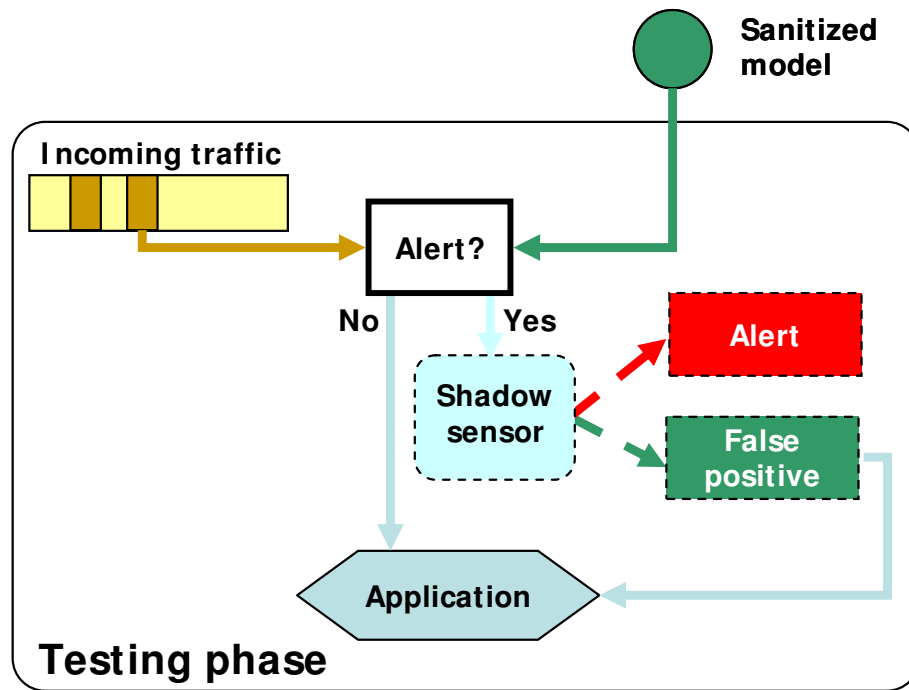 Sanitized
model
Incoming traffic
Alert?
No
Yes
Alert
Shadow
sensor
False
positive
Application
Testing phase